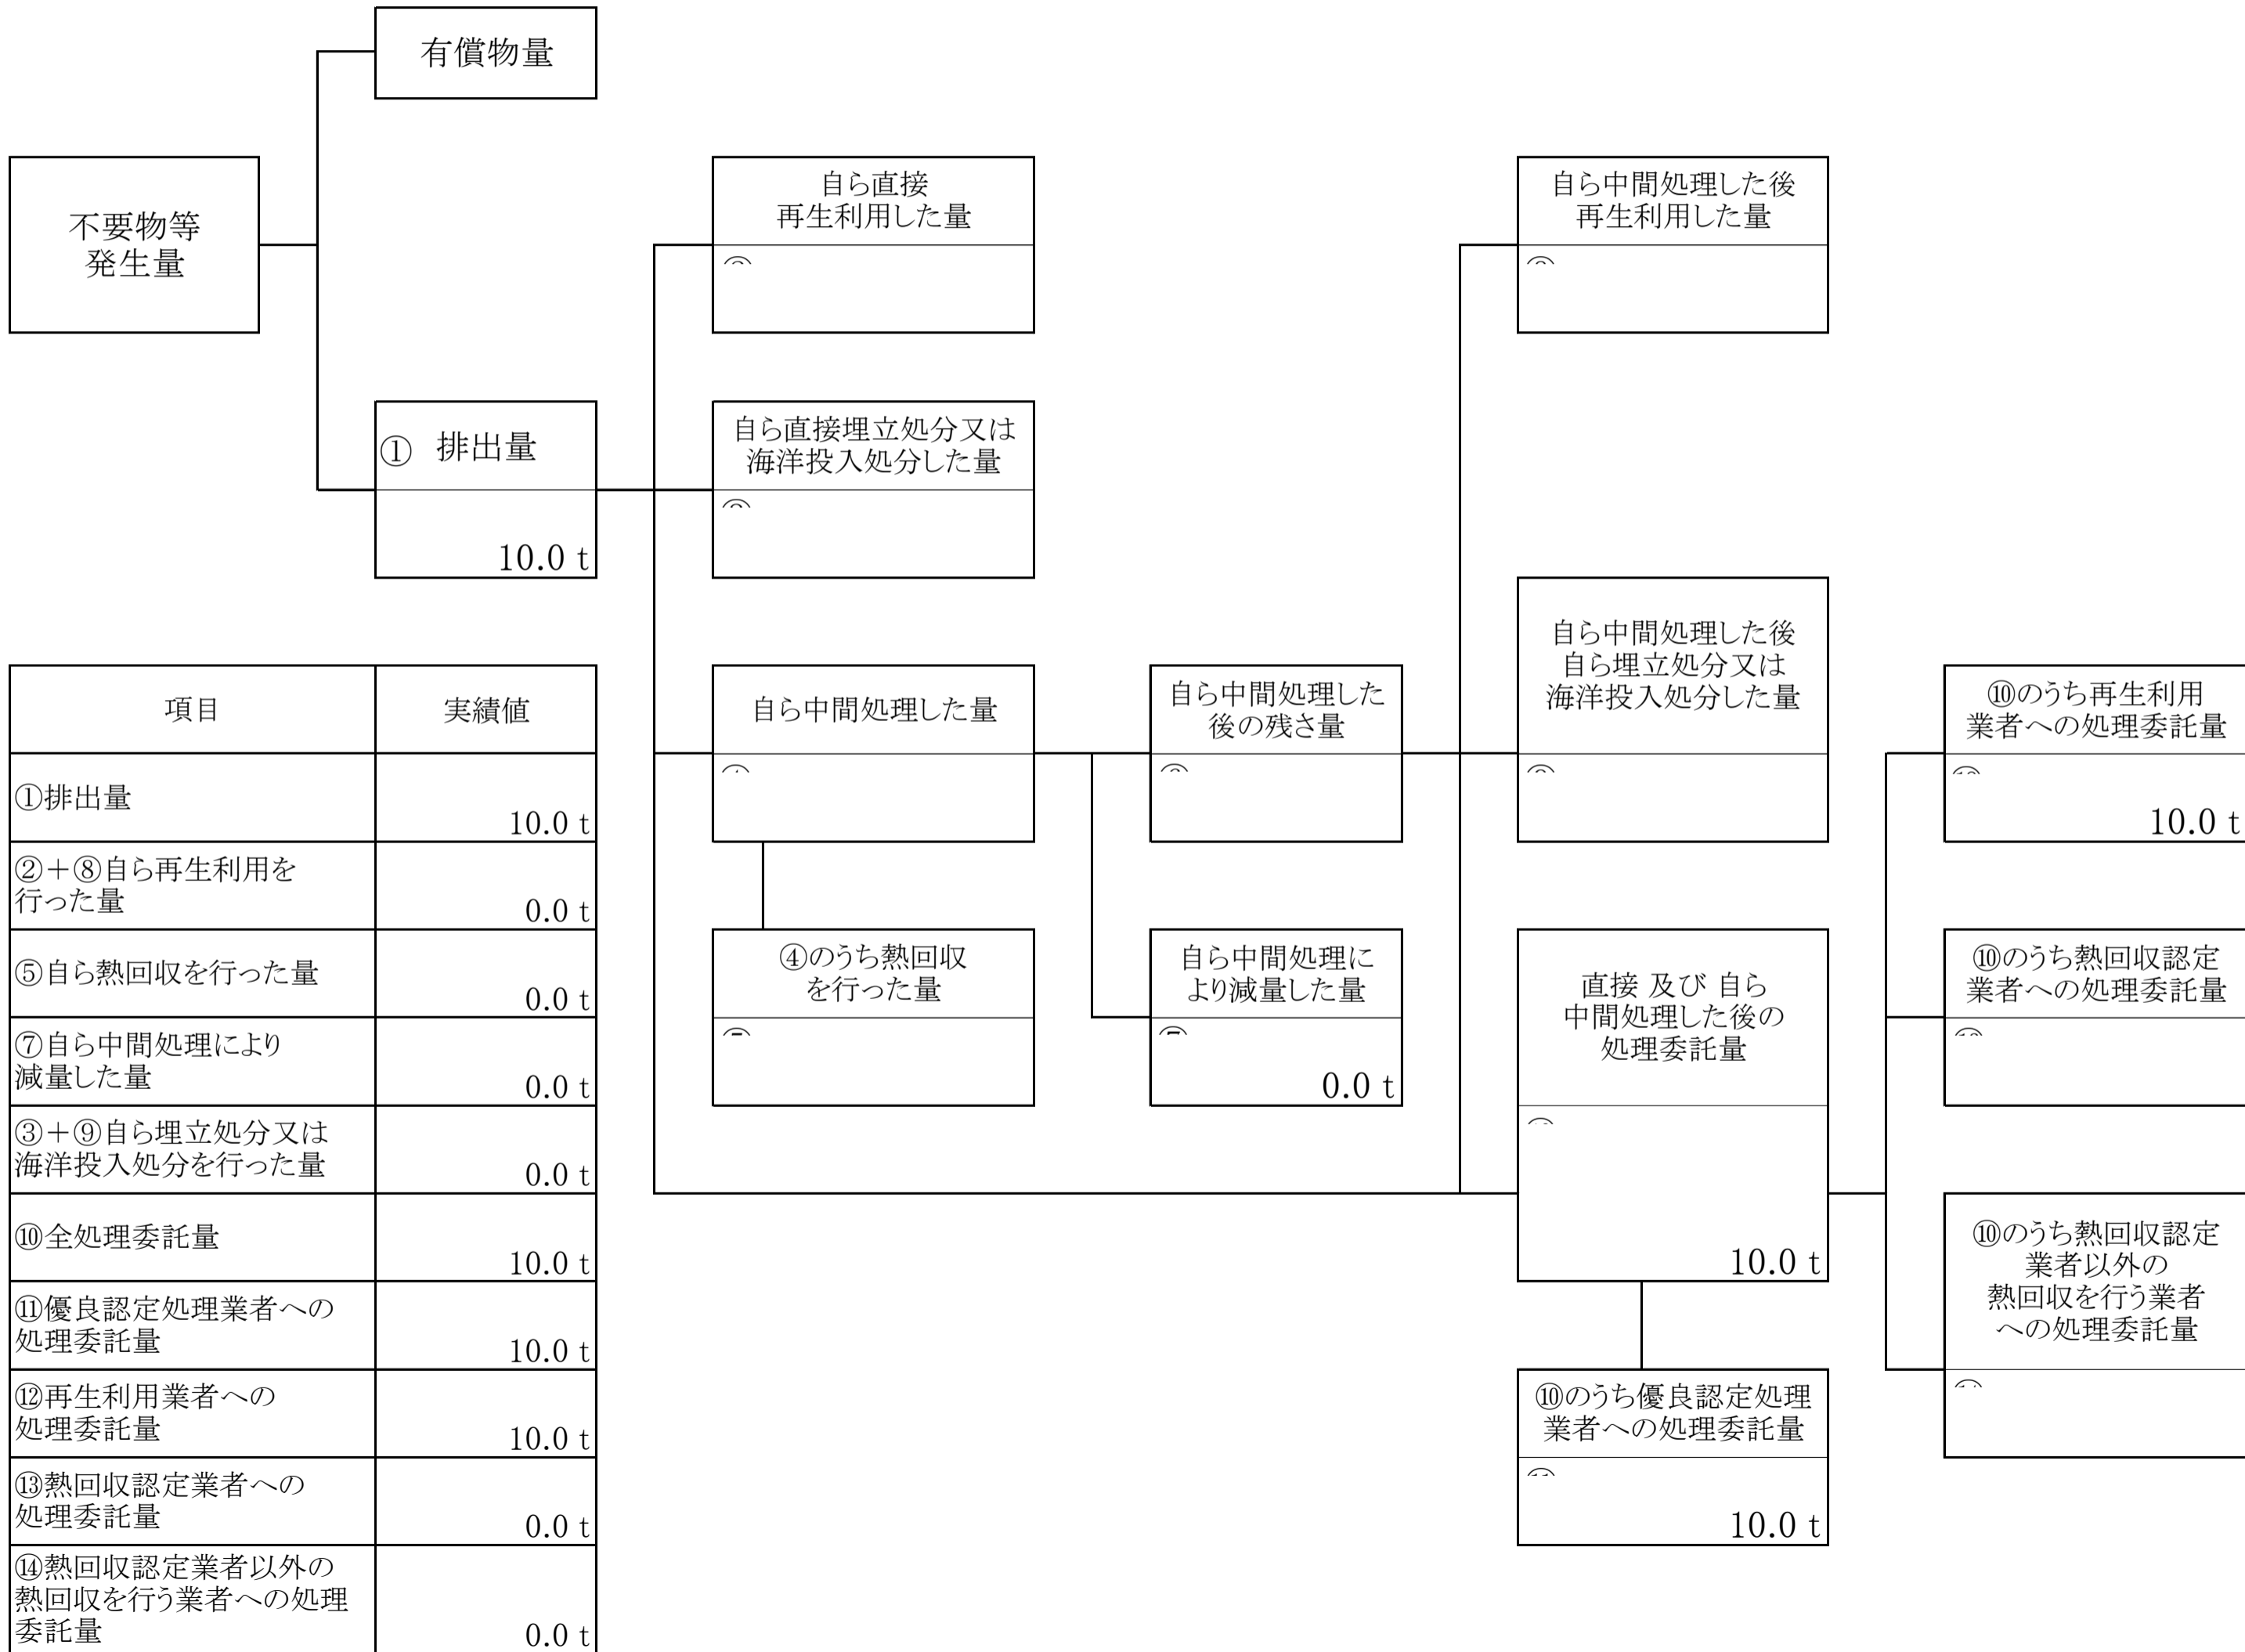 有償物量
不要物等
発生量
自ら直接
再生利用した量
自ら中間処理した後
再生利用した量
① 排出量
10.0 t
自ら直接埋立処分又は
海洋投入処分した量
自ら中間処理した量
自ら中間処理した
後の残さ量
自ら中間処理した後
自ら埋立処分又は
海洋投入処分した量
⑩のうち再生利用
業者への処理委託量
10.0 t
④のうち熱回収
を行った量
自ら中間処理に
より減量した量
0.0 t
直接 及び 自ら
中間処理した後の
処理委託量
10.0 t
⑩のうち熱回収認定
業者への処理委託量
⑩のうち熱回収認定
業者以外の
熱回収を行う業者
への処理委託量
⑩のうち優良認定処理
業者への処理委託量
10.0 t
項目 実績値
①排出量
10.0 t
②+⑧自ら再生利用を
行った量
0.0 t
⑤自ら熱回収を行った量
0.0 t
⑦自ら中間処理により
減量した量
0.0 t
③+⑨自ら埋立処分又は
海洋投入処分を行った量
0.0 t
⑩全処理委託量
10.0 t
⑪優良認定処理業者への
処理委託量
10.0 t
⑫再生利用業者への
処理委託量
10.0 t
⑬熱回収認定業者への
処理委託量
0.0 t
⑭熱回収認定業者以外の
熱回収を行う業者への処理
委託量
0.0 t